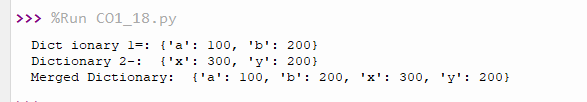 >>> %Run CO1_18.py
Dict ionary 1=: {'a': 100, 'b': 200}
Dictionary 2-:  {'x': 300, 'y': 200}
Merged Dictionary:  {'a': 100, 'b': 200, 'x': 300, 'y': 200}